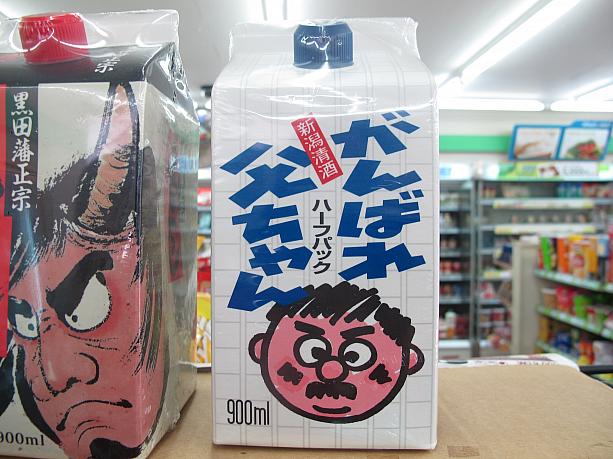 宗
黒田藩正宗
900ml
がんばれ
父ちゃん
新潟清酒
ハーフパック
900ml